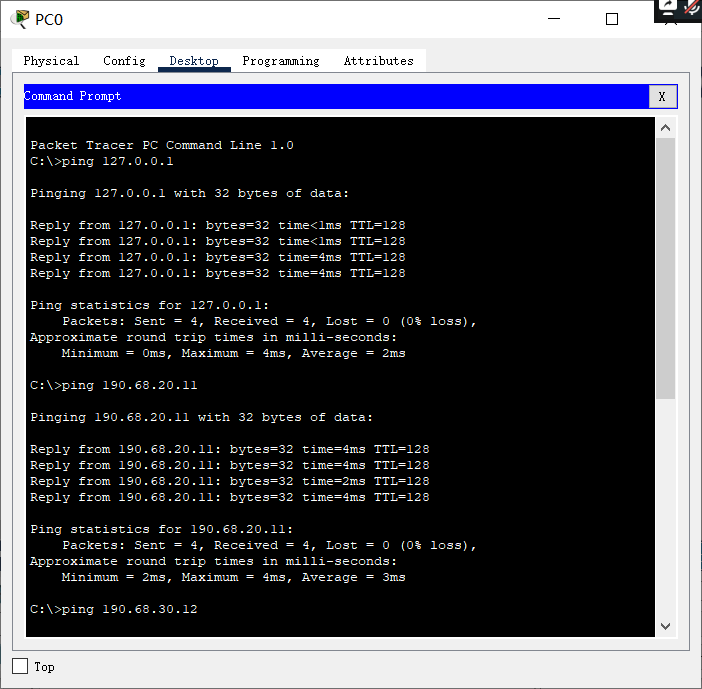 PC0
Physical Config Desktop Programming Attributes
Command Prompt
X
Packet Tracer PC Command Line 1.0
C:\>ping 127.0.0.1
Pinging 127.0.0.1 with 32 bytes of data:
Reply from 127.0.0.1: bytes=32 time<1ms TTL=128
Reply from 127.0.0.1: bytes=32 time<1ms TTL=128
Reply from 127.0.0.1: bytes=32 time=4ms TTL=128
Reply from 127.0.0.1: bytes=32 time=4ms TTL=128
Ping statistics for 127.0.0.1:
Packets: Sent = 4, Received = 4, Lost = 0 (0% loss),
Approximate round trip times in milli-seconds:
Minimum = 0ms, Maximum = 4ms, Average = 2ms
C:\>ping 190.68.20.11
Pinging 190.68.20.11 with 32 bytes of data:
Reply from 190.68.20.11: bytes=32 time=4ms TTL=128
Reply from 190.68.20.11: bytes=32 time=4ms TTL=128
Reply from 190.68.20.11: bytes=32 time=2ms TTL=128
Reply from 190.68.20.11: bytes=32 time=4ms TTL=128
Ping statistics for 190.68.20.11:
Packets: Sent = 4, Received = 4, Lost = 0 (0% loss),
Approximate round trip times in milli-seconds:
Minimum = 2ms, Maximum = 4ms, Average = 3ms
C:\>ping 190.68.30.12
Top